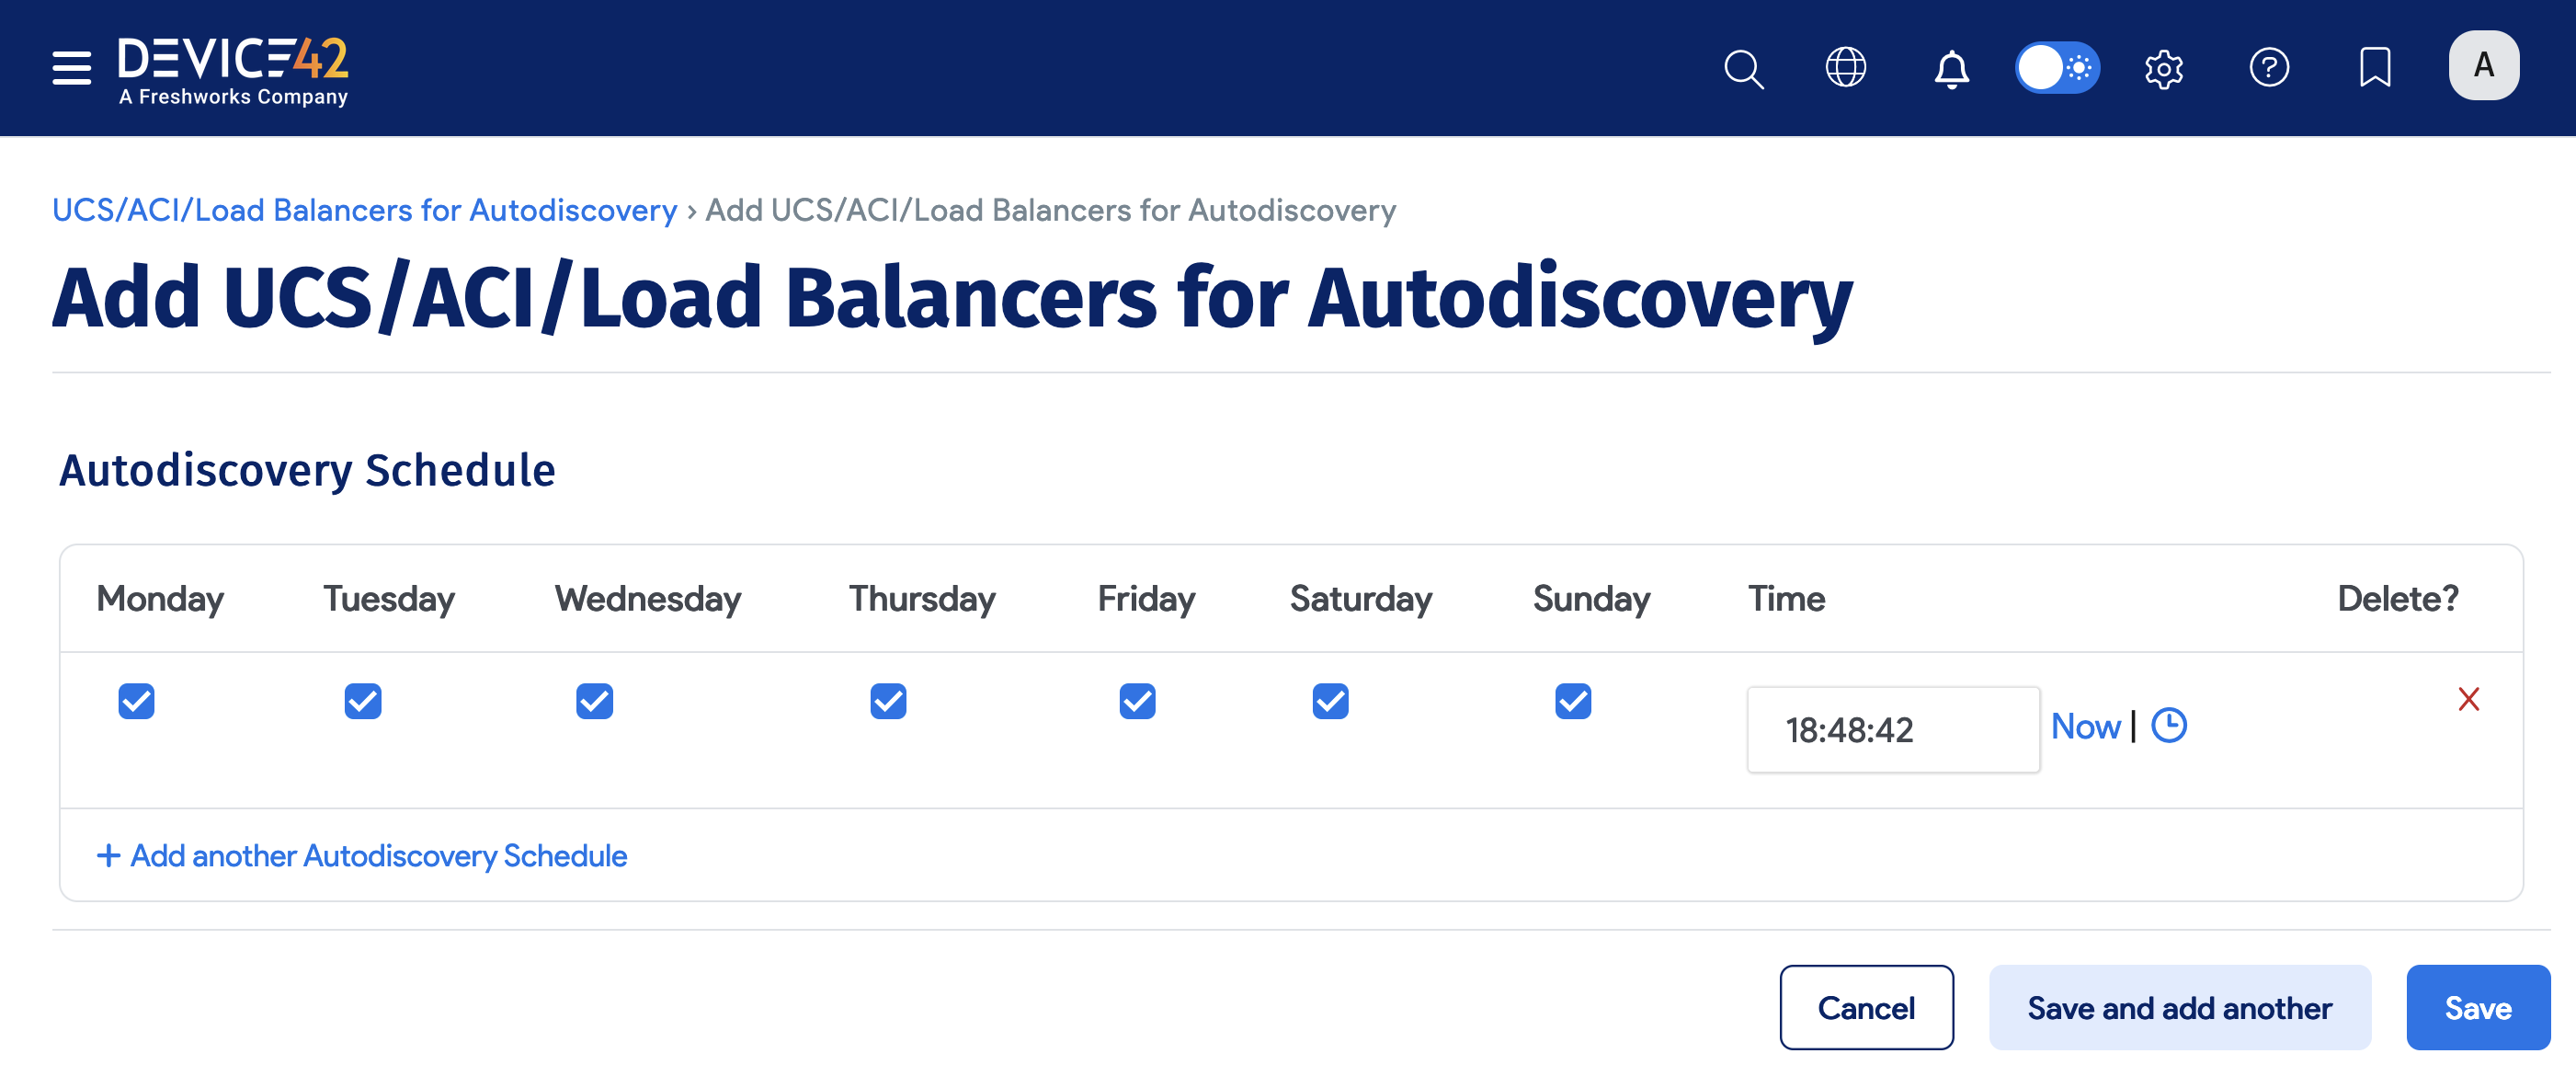 DEVICE42
A Freshworks Company
A
UCS/ACI/Load Balancers for Autodiscovery › Add UCS/ACI/Load Balancers for Autodiscovery
Add UCS/ACI/Load Balancers for Autodiscovery
Autodiscovery Schedule
Monday Tuesday Wednesday Thursday Friday Saturday Sunday Time Delete?
18:48:42 Now |
+ Add another Autodiscovery Schedule
Cancel Save and add another Save